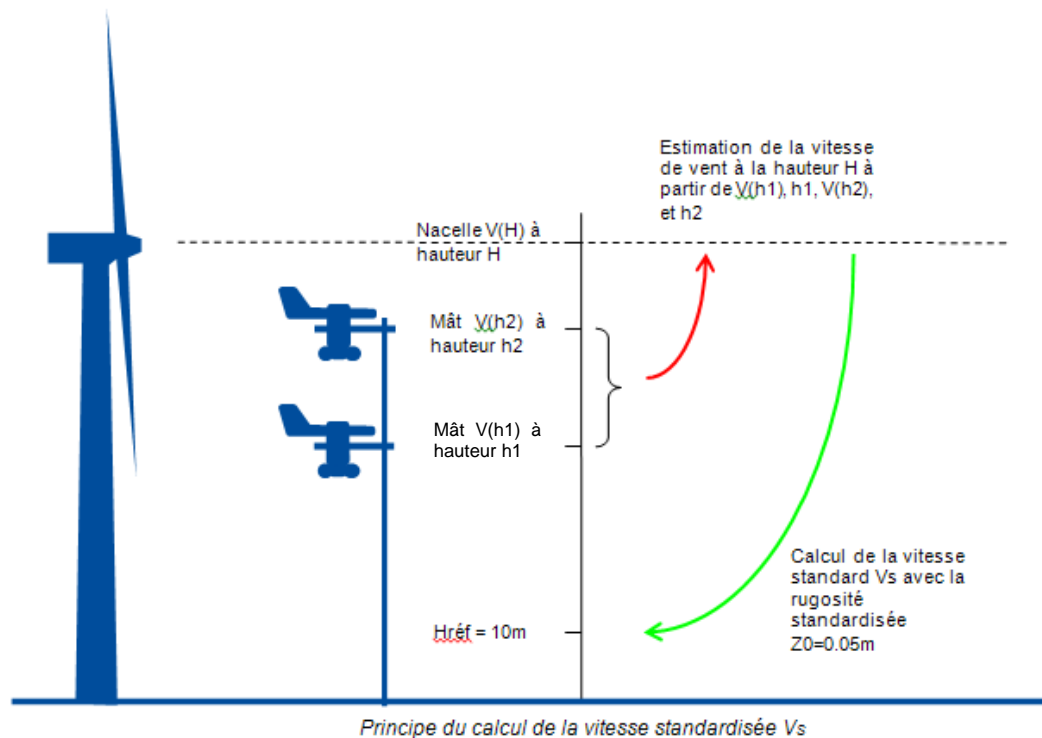 Estimation de la vitesse
de vent à la hauteur H à
partir de V(h1), h1, V(h2),
et h2
Nacelle V(H) à
hauteur H
Mât V(h2) à
hauteur h2
Mât V(h1) à
hauteur h1
Calcul de la vitesse
standard Vs avec la
rugosité
standardisée
Z0=0.05m
Hréf = 10m
Principe du calcul de la vitesse standardisée Vs